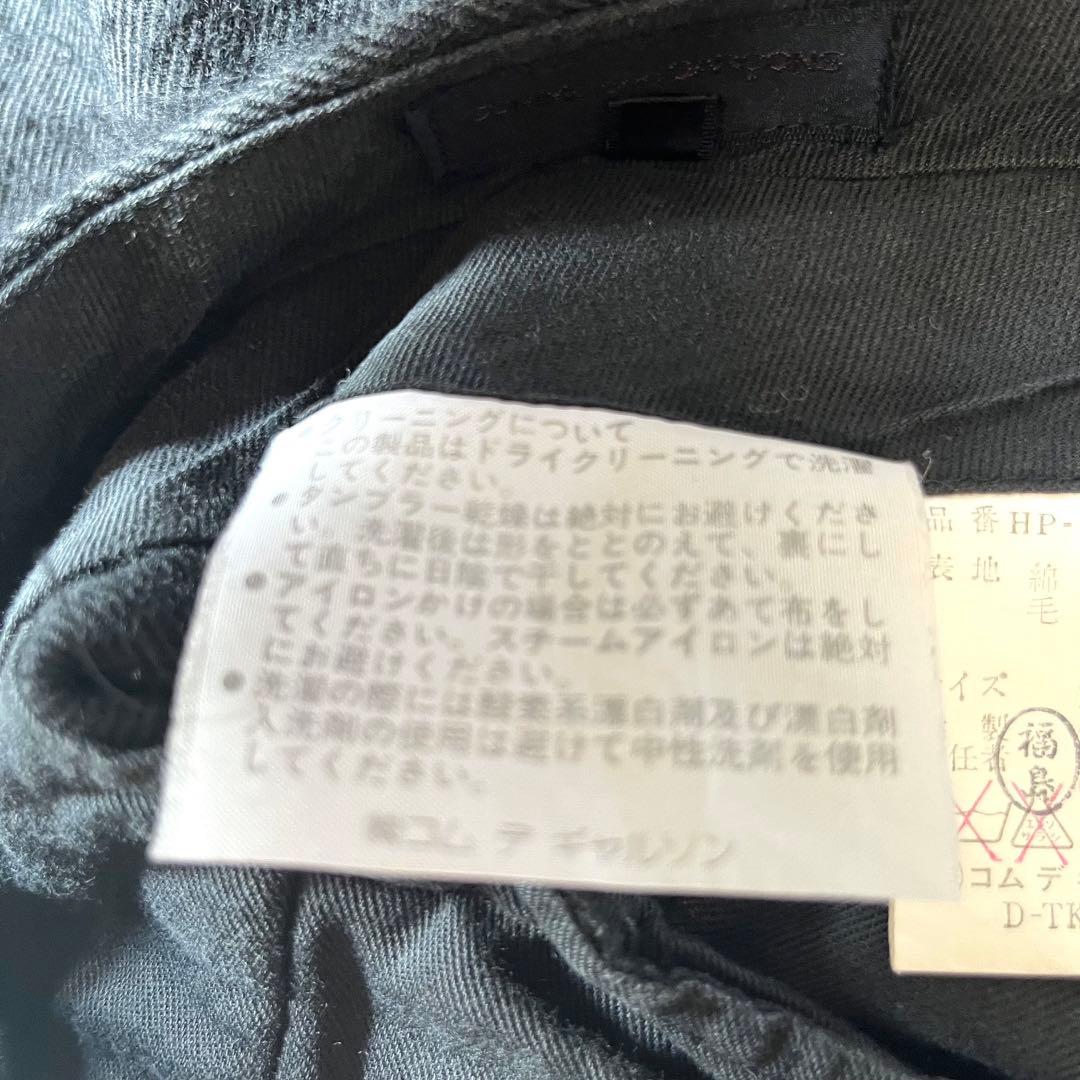 クリーニングについて
この製品はドライクリーニングで洗濯
してください。
●タンブラー乾燥は絶対にお避けくださ
い。洗濯後は形をととのえて、裏にし
て直ちに日陰で干してください。
●アイロンかけの場合は必ずあて布をし
てください。スチームアイロンは絶対
にお避けください。
●洗濯の際には酸素系漂白剤及び漂白剤
入洗剤の使用は避けて中性洗剤を使用
してください。
㈱コム デ ギャルソン
品番 HP-
表地 綿
毛
イズ
製
任者
福島
コム デ
D-TK